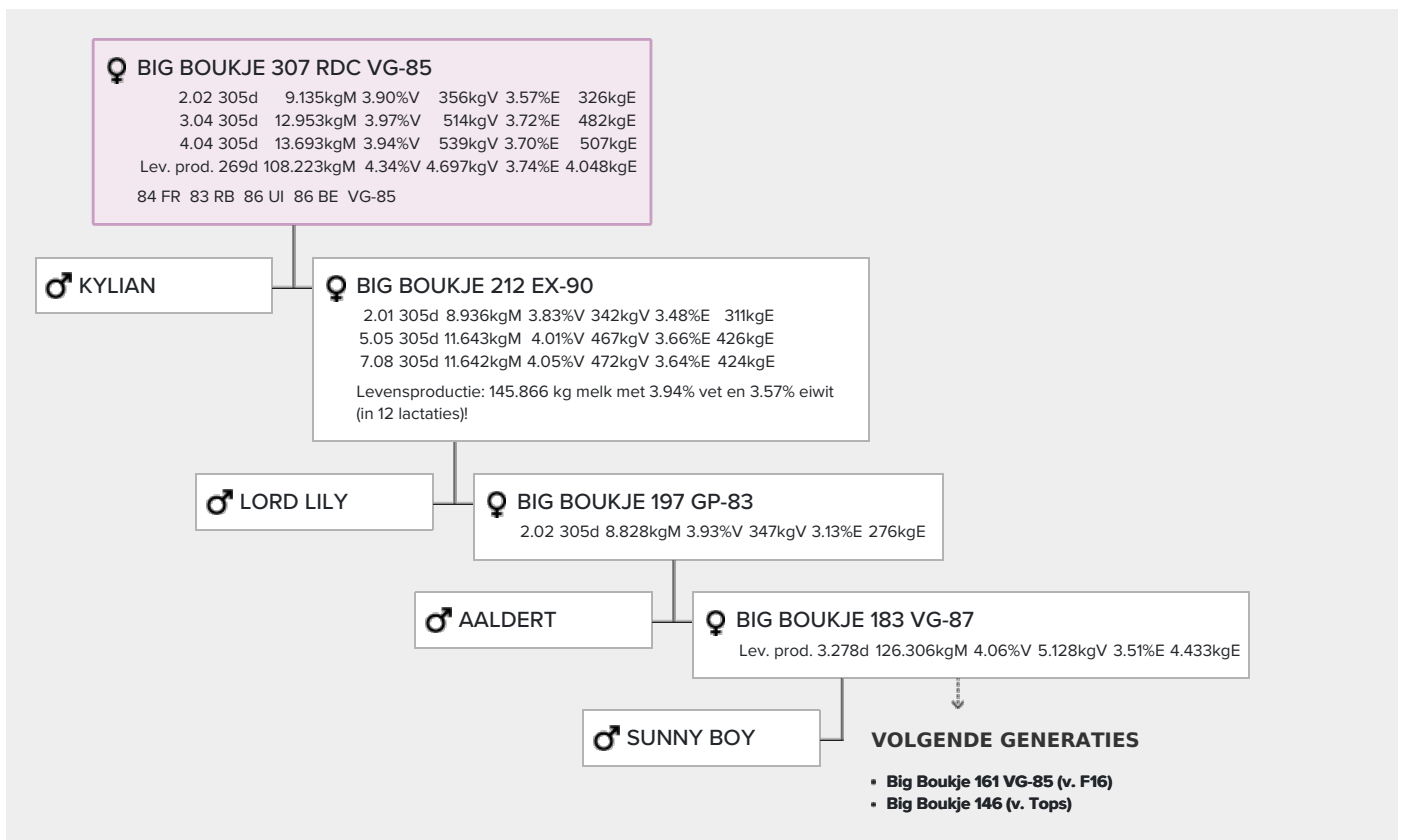 BIG BOUKJE 307 RDC VG-85
2.02 305d 9.135kgM 3.90%V 356kgV 3.57%E 326kgE
3.04 305d 12.953kgM 3.97%V 514kgV 3.72%E 482kgE
4.04 305d 13.693kgM 3.94%V 539kgV 3.70%E 507kgE
Lev. prod. 269d 108.223kgM 4.34%V 4.697kgV 3.74%E 4.048kgE
84 FR 83 RB 86 UI 86 BE VG-85
KYLIAN
BIG BOUKJE 212 EX-90
2.01 305d 8.936kgM 3.83%V 342kgV 3.48%E 311kgE
5.05 305d 11.643kgM 4.01%V 467kgV 3.66%E 426kgE
7.08 305d 11.642kgM 4.05%V 472kgV 3.64%E 424kgE
Levensproductie: 145.866 kg melk met 3.94% vet en 3.57% eiwit
(in 12 lactaties)!
LORD LILY
BIG BOUKJE 197 GP-83
2.02 305d 8.828kgM 3.93%V 347kgV 3.13%E 276kgE
AALDERT
BIG BOUKJE 183 VG-87
Lev. prod. 3.278d 126.306kgM 4.06%V 5.128kgV 3.51%E 4.433kgE
SUNNY BOY
VOLGENDE GENERATIES
• Big Boukje 161 VG-85 (v. F16)
• Big Boukje 146 (v. Tops)